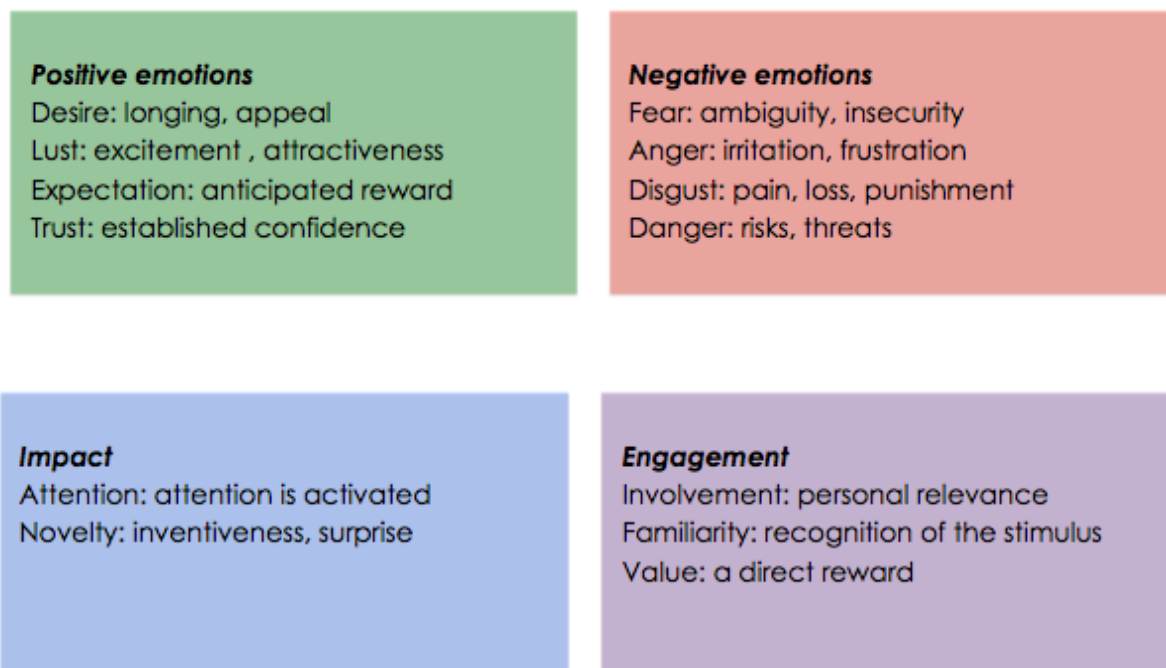 Positive emotions
Desire: longing, appeal
Lust: excitement , attractiveness
Expectation: anticipated reward
Trust: established confidence
Negative emotions
Fear: ambiguity, insecurity
Anger: irritation, frustration
Disgust: pain, loss, punishment
Danger: risks, threats
Impact
Attention: attention is activated
Novelty: inventiveness, surprise
Engagement
Involvement: personal relevance
Familiarity: recognition of the stimulus
Value: a direct reward